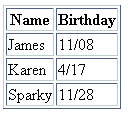 Name Birthday
James 11/08
Karen 4/17
Sparky 11/28